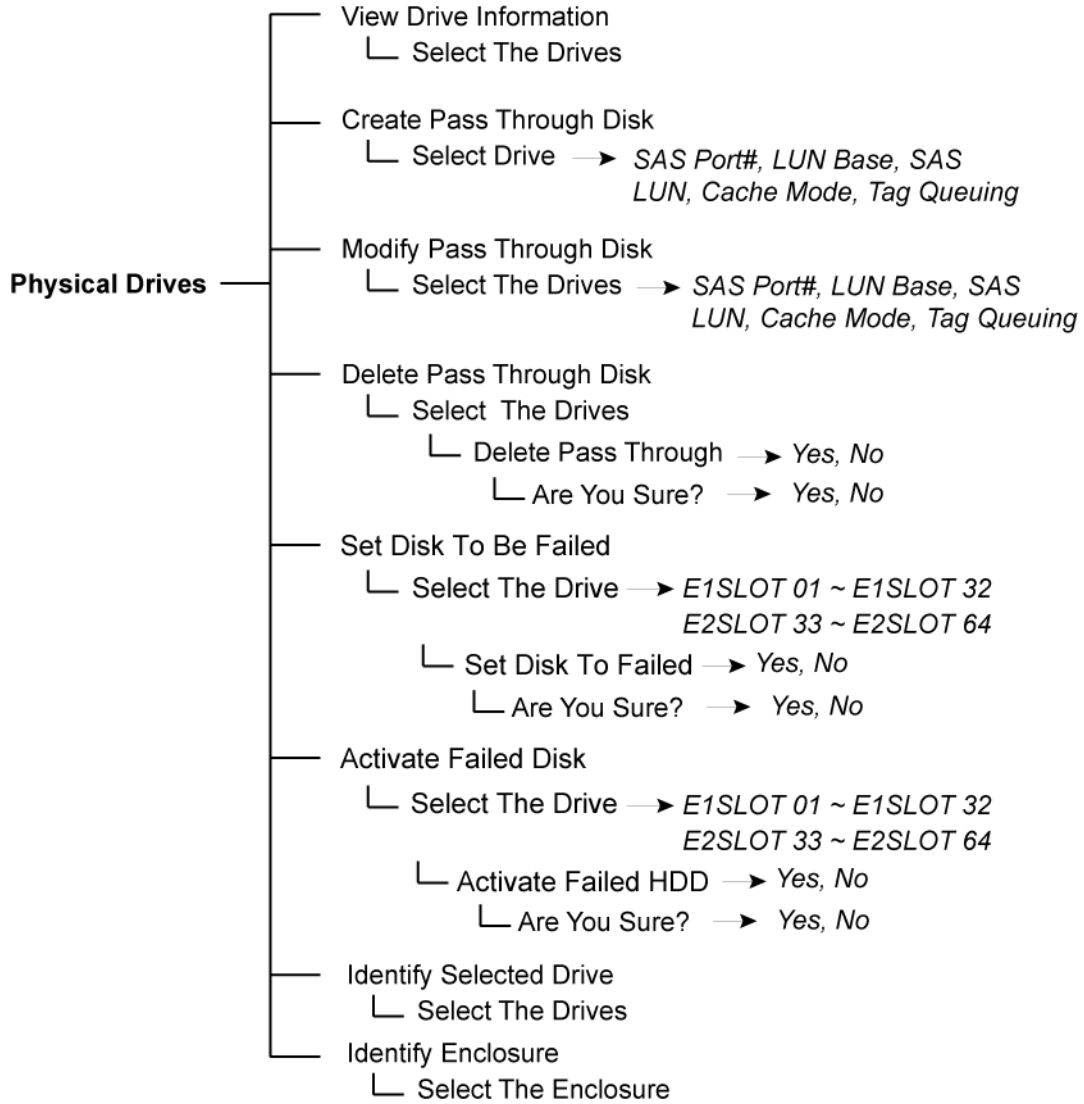 View Drive Information
Select The Drives
Create Pass Through Disk
Select Drive SAS Port#, LUN Base, SAS
LUN, Cache Mode, Tag Queuing
Modify Pass Through Disk
Physical Drives
Select The Drives SAS Port#, LUN Base, SAS
LUN, Cache Mode, Tag Queuing
Delete Pass Through Disk
Select The Drives
Delete Pass Through Yes, No
Are You Sure? Yes, No
Set Disk To Be Failed
Select The Drive E1SLOT 01 ~ E1SLOT 32
E2SLOT 33 ~ E2SLOT 64
Set Disk To Failed Yes, No
Are You Sure? Yes, No
Activate Failed Disk
Select The Drive E1SLOT 01 ~ E1SLOT 32
E2SLOT 33 ~ E2SLOT 64
Activate Failed HDD Yes, No
Are You Sure? Yes, No
Identify Selected Drive
Select The Drives
Identify Enclosure
Select The Enclosure